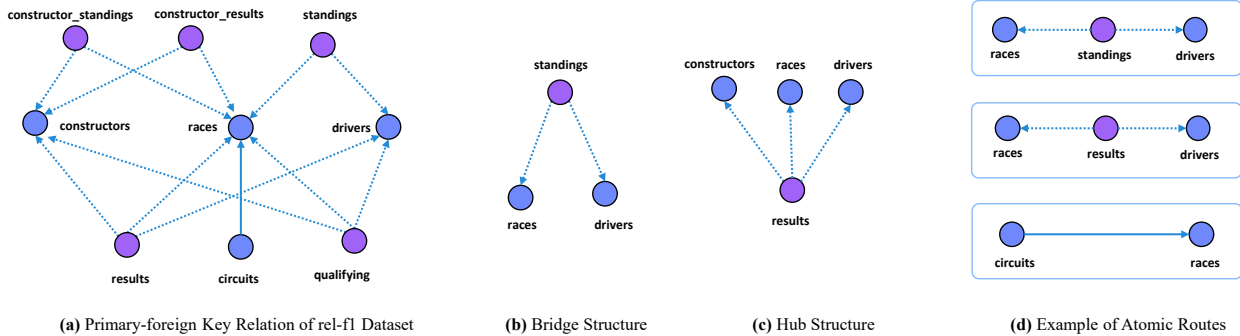 constructor_standings constructor_results standings
constructors races drivers
results circuits qualifying
(a) Primary-foreign Key Relation of rel-f1 Dataset
standings
races drivers
(b) Bridge Structure
constructors races drivers
results
(c) Hub Structure
races standings drivers
races results drivers
circuits races
(d) Example of Atomic Routes